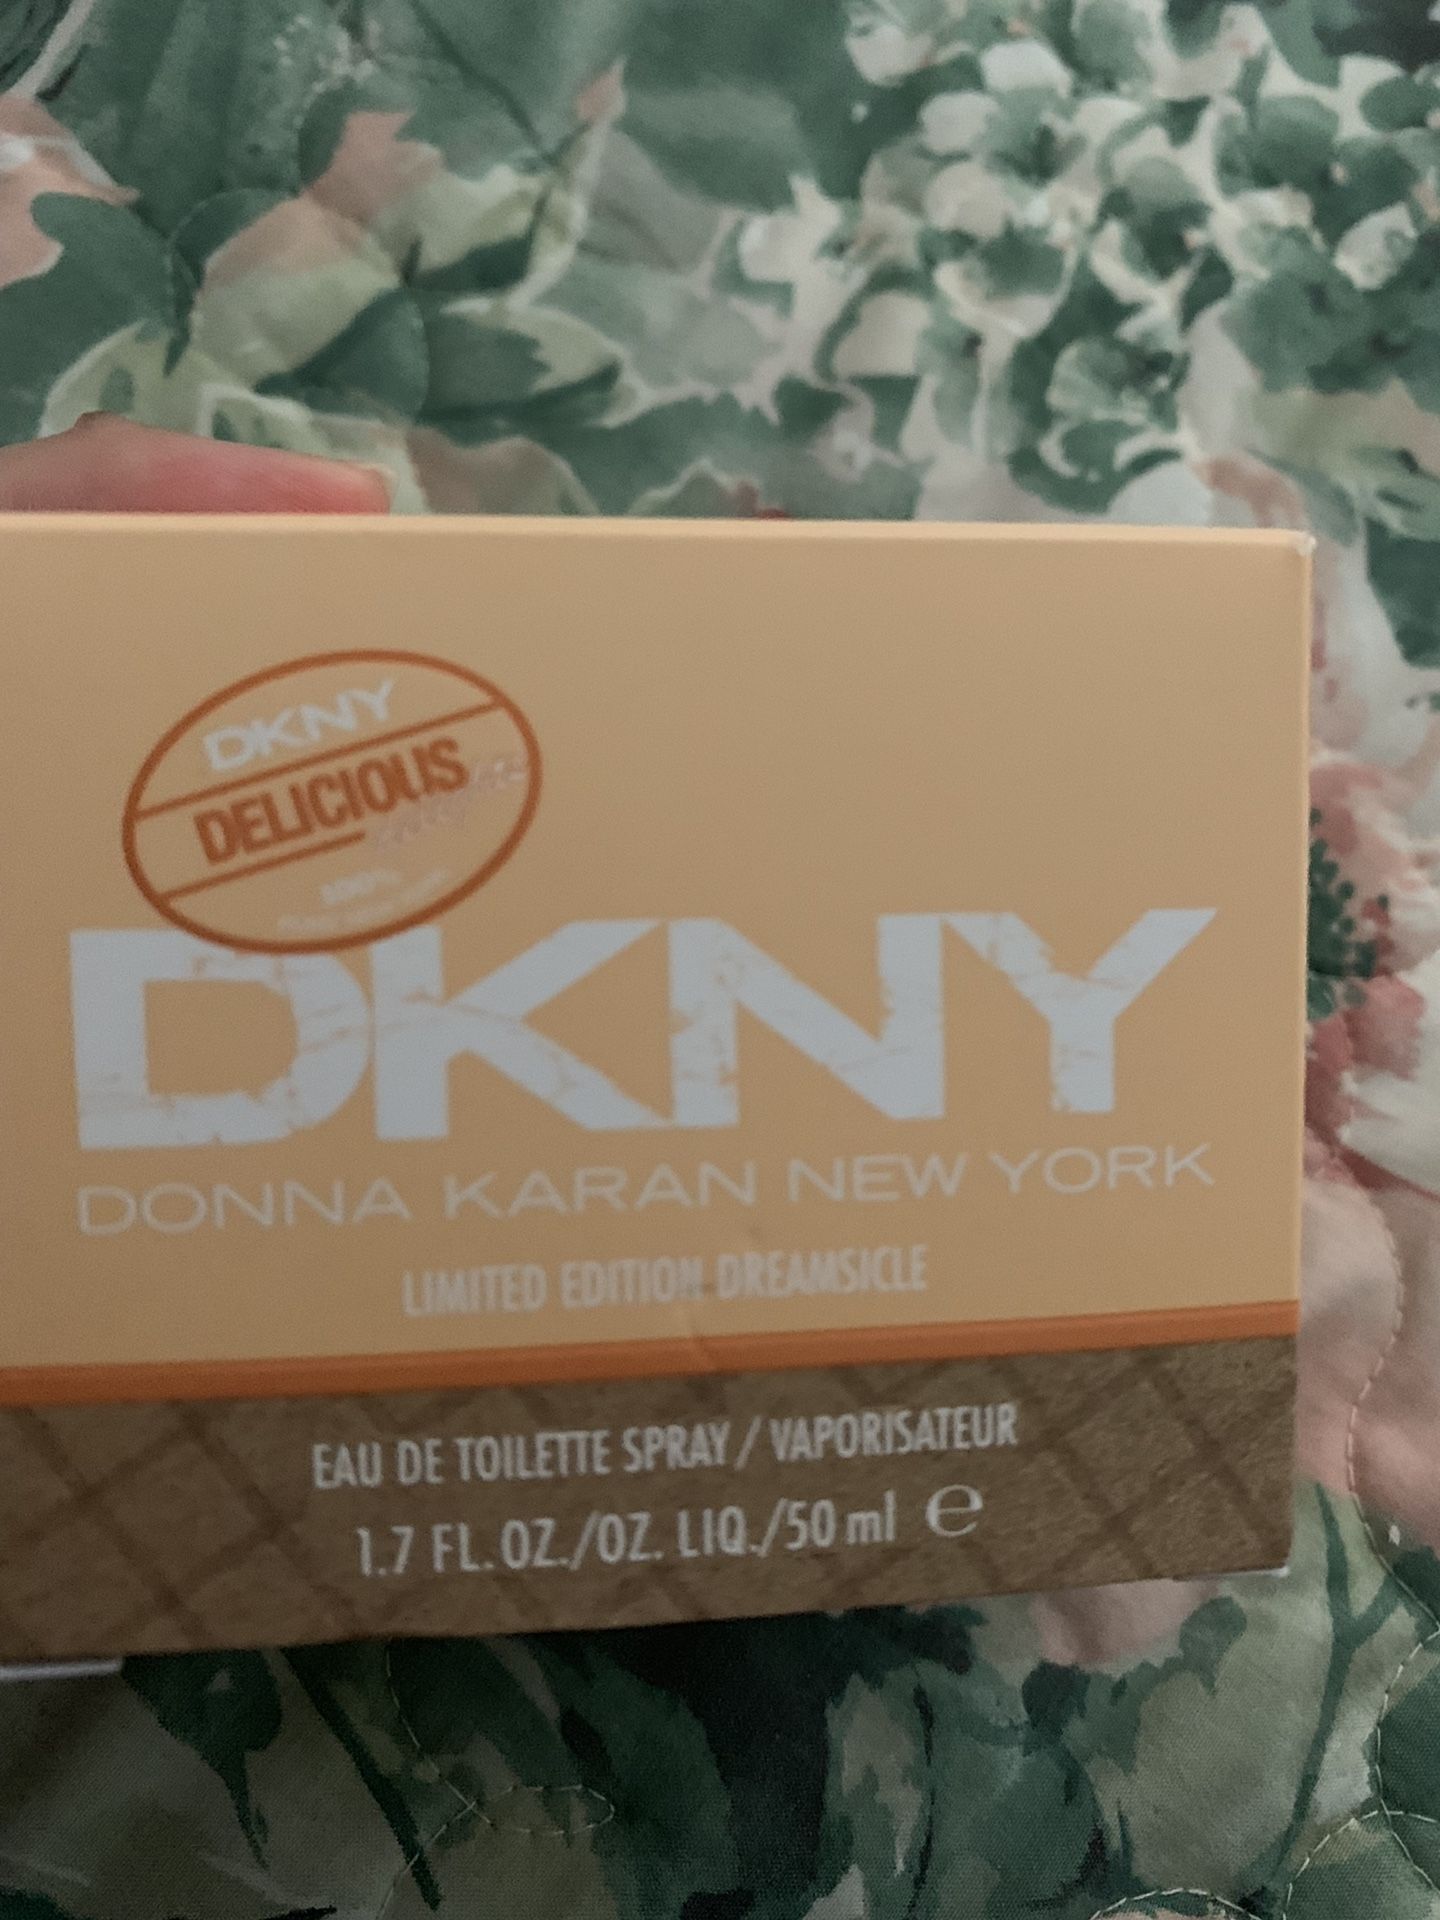 DKNY
DELICIOUS
100%
DKNY
DONNA KARAN NEW YORK
LIMITED EDITION DREAMSICLE
EAU DE TOILETTE SPRAY / VAPORISATEUR
1.7 FL. OZ./OZ. LIQ./50 ml ℮